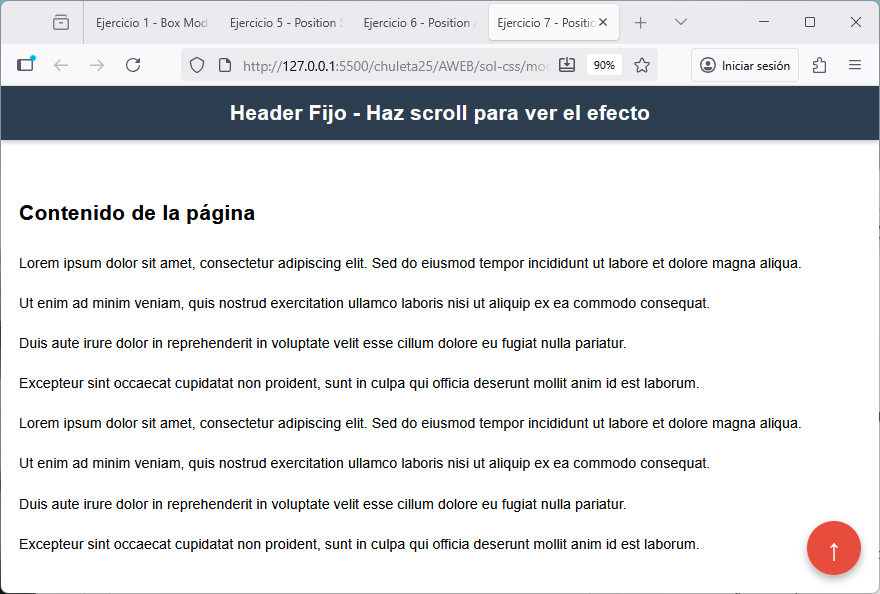 Ejercicio 1 - Box Mod
Ejercicio 5 - Position S
Ejercicio 6 - Position A
Ejercicio 7 - Positic
http://127.0.0.1:5500/chuleta25/AWEB/sol-css/mod
90%
Iniciar sesión
Header Fijo - Haz scroll para ver el efecto
Contenido de la página
Lorem ipsum dolor sit amet, consectetur adipiscing elit. Sed do eiusmod tempor incididunt ut labore et dolore magna aliqua.
Ut enim ad minim veniam, quis nostrud exercitation ullamco laboris nisi ut aliquip ex ea commodo consequat.
Duis aute irure dolor in reprehenderit in voluptate velit esse cillum dolore eu fugiat nulla pariatur.
Excepteur sint occaecat cupidatat non proident, sunt in culpa qui officia deserunt mollit anim id est laborum.
Lorem ipsum dolor sit amet, consectetur adipiscing elit. Sed do eiusmod tempor incididunt ut labore et dolore magna aliqua.
Ut enim ad minim veniam, quis nostrud exercitation ullamco laboris nisi ut aliquip ex ea commodo consequat.
Duis aute irure dolor in reprehenderit in voluptate velit esse cillum dolore eu fugiat nulla pariatur.
Excepteur sint occaecat cupidatat non proident, sunt in culpa qui officia deserunt mollit anim id est laborum.
↑